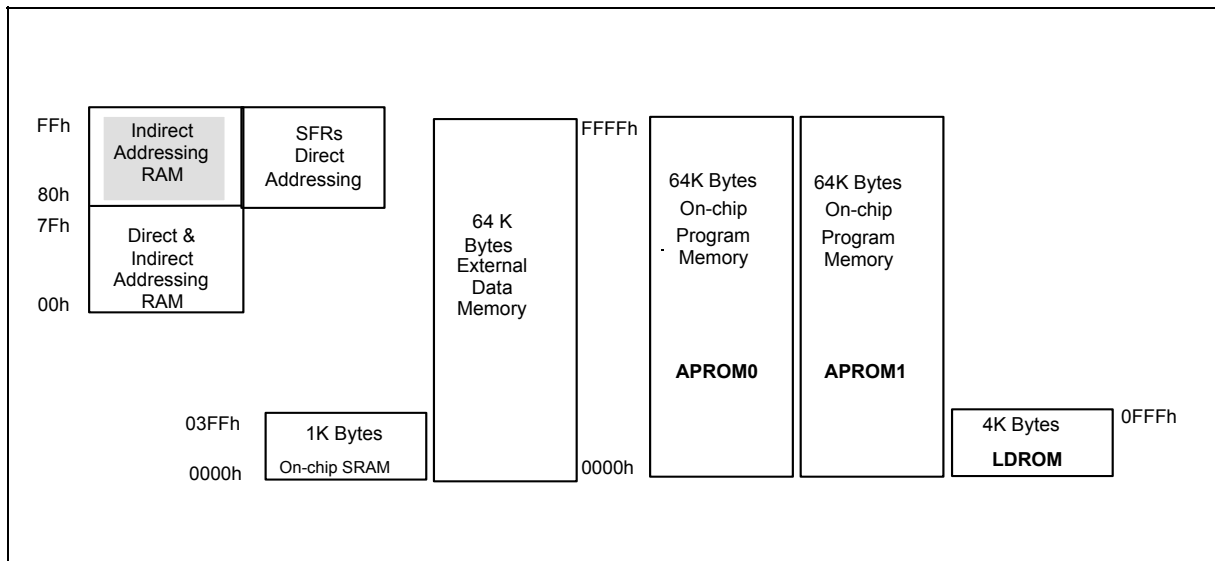 FFh
Indirect
Addressing
RAM
80h
SFRs
Direct
Addressing
7Fh
Direct &
Indirect
Addressing
RAM
00h
03FFh
1K Bytes
On-chip SRAM
0000h
64 K
Bytes
External
Data
Memory
FFFFh
0000h
64K Bytes
On-chip
Program
Memory
APROM0
64K Bytes
On-chip
Program
Memory
APROM1
4K Bytes
LDROM
0FFFh